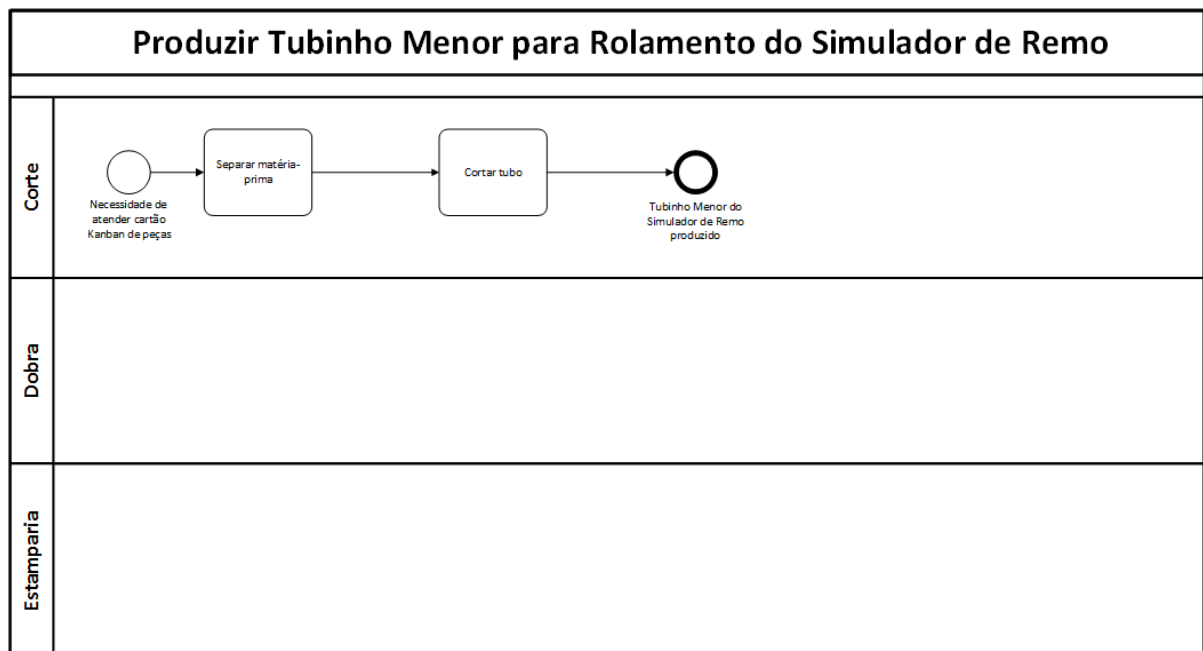 Produzir Tubinho Menor para Rolamento do Simulador de Remo
Corte
Necessidade de
atender cartão
Kanban de peças
Separar matéria-
prima
Cortar tubo
Tubinho Menor do
Simulador de Remo
produzido
Dobra
Estamparia